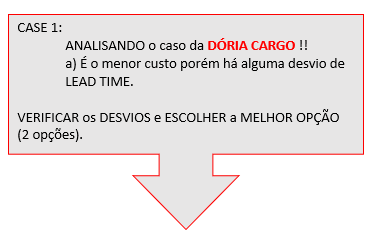 CASE 1:
ANALISANDO o caso da DÓRIA CARGO !!
a) É o menor custo porém há alguma desvio de
LEAD TIME.
VERIFICAR os DESVIOS e ESCOLHER a MELHOR OPÇÃO
(2 opções).